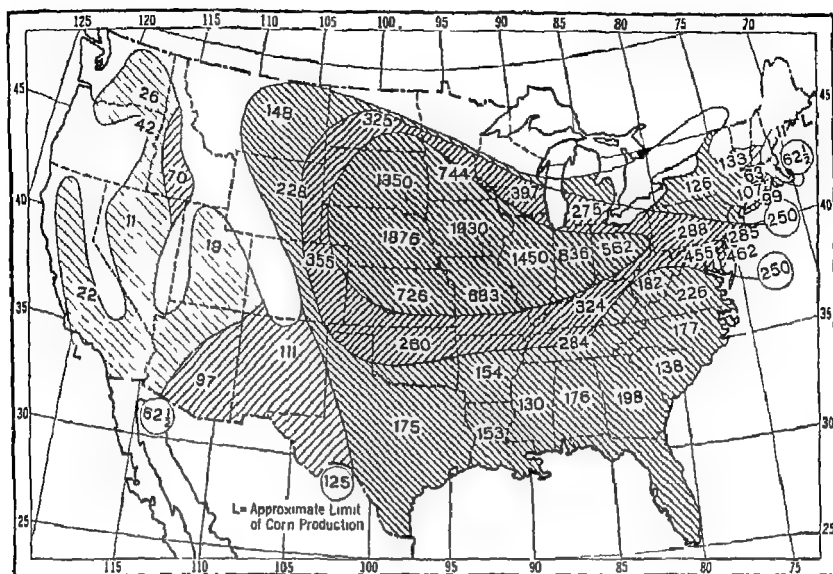 125 120 115 110 105 100 95 90 85 80 75 70
45 45
26 148 325 11 L
42 133 62½
70 1350 744 397 126 63
228 107 99
40 275 40
11 19 1876 1830 288 285 250
356 1450 836 562 455 462
22 726 683 182 250
35 324 226 35
260 177
L 111 284
97 154 138
62½ 130 176 198
30 175 153 30
125
L= Approximate Limit
of Corn Production
25 25
115 110 105 100 95 90 85 80 75 73